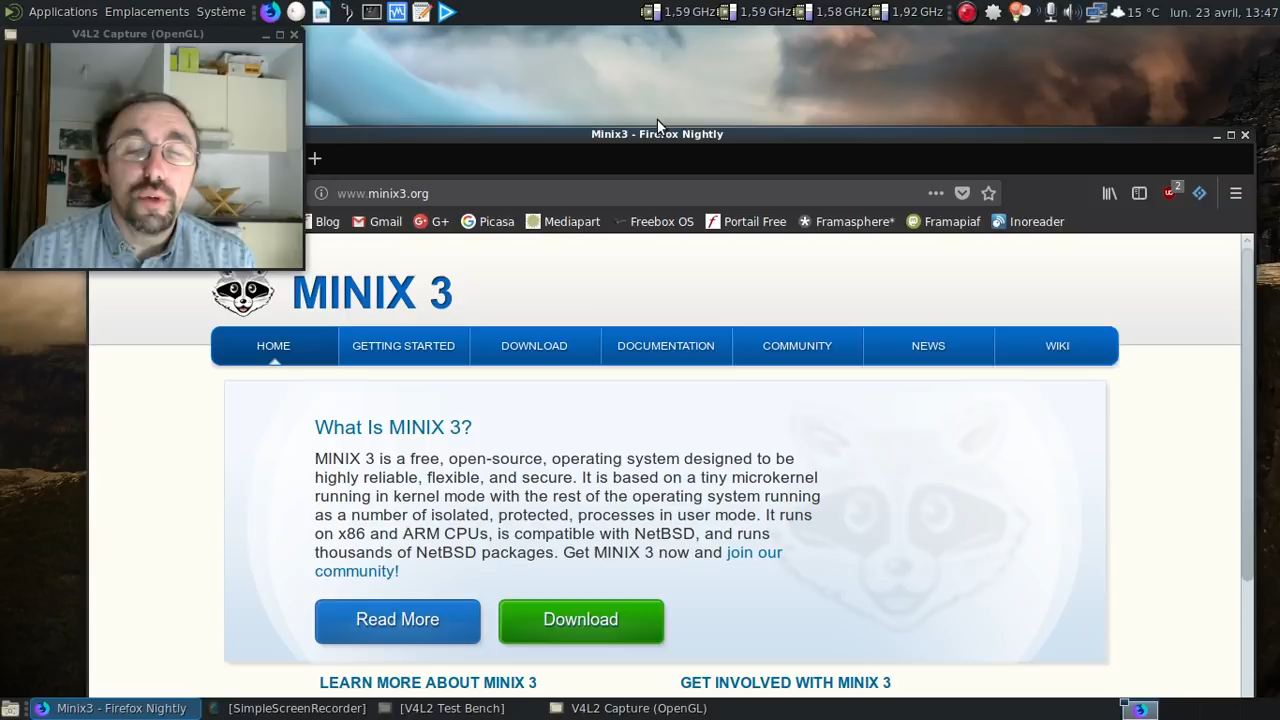 Applications Emplacements Système
1,59 GHz 1,59 GHz 1,58 GHz 1,92 GHz 15 °C lun. 23 avril, 13:47
V4L2 Capture (OpenGL)
Minix3 - Firefox Nightly
www.minix3.org
2
Blog Gmail G+ Picasa Mediapart Freebox OS Portail Free Framasphere* Framapiaf Inoreader
MINIX 3
HOME GETTING STARTED DOWNLOAD DOCUMENTATION COMMUNITY NEWS WIKI
What Is MINIX 3?
MINIX 3 is a free, open-source, operating system designed to be
highly reliable, flexible, and secure. It is based on a tiny microkernel
running in kernel mode with the rest of the operating system running
as a number of isolated, protected, processes in user mode. It runs
on x86 and ARM CPUs, is compatible with NetBSD, and runs
thousands of NetBSD packages. Get MINIX 3 now and join our
community!
Read More Download
LEARN MORE ABOUT MINIX 3 GET INVOLVED WITH MINIX 3
Minix3 - Firefox Nightly [SimpleScreenRecorder] [V4L2 Test Bench] V4L2 Capture (OpenGL)